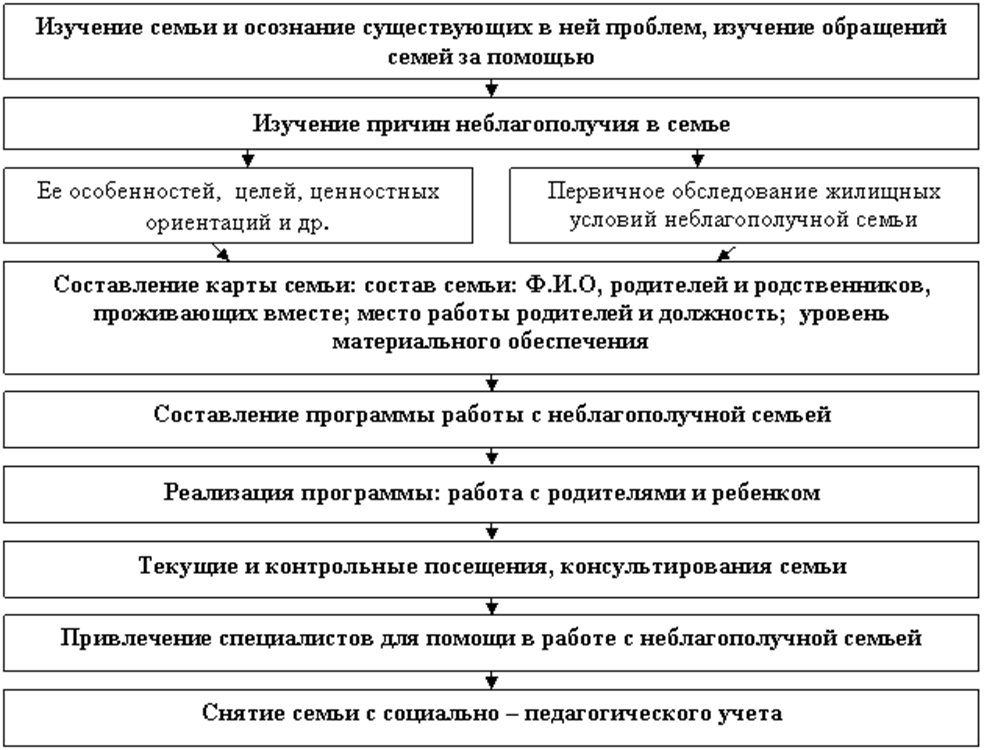 Изучение семьи и осознание существующих в ней проблем, изучение обращений
семей за помощью
Изучение причин неблагополучия в семье
Ее особенностей, целей, ценностных
ориентаций и др.
Первичное обследование жилищных
условий неблагополучной семьи
Составление карты семьи: состав семьи: Ф.И.О, родителей и родственников,
проживающих вместе; место работы родителей и должность; уровень
материального обеспечения
Составление программы работы с неблагополучной семьей
Реализация программы: работа с родителями и ребенком
Текущие и контрольные посещения, консультирования семьи
Привлечение специалистов для помощи в работе с неблагополучной семьей
Снятие семьи с социально – педагогического учета